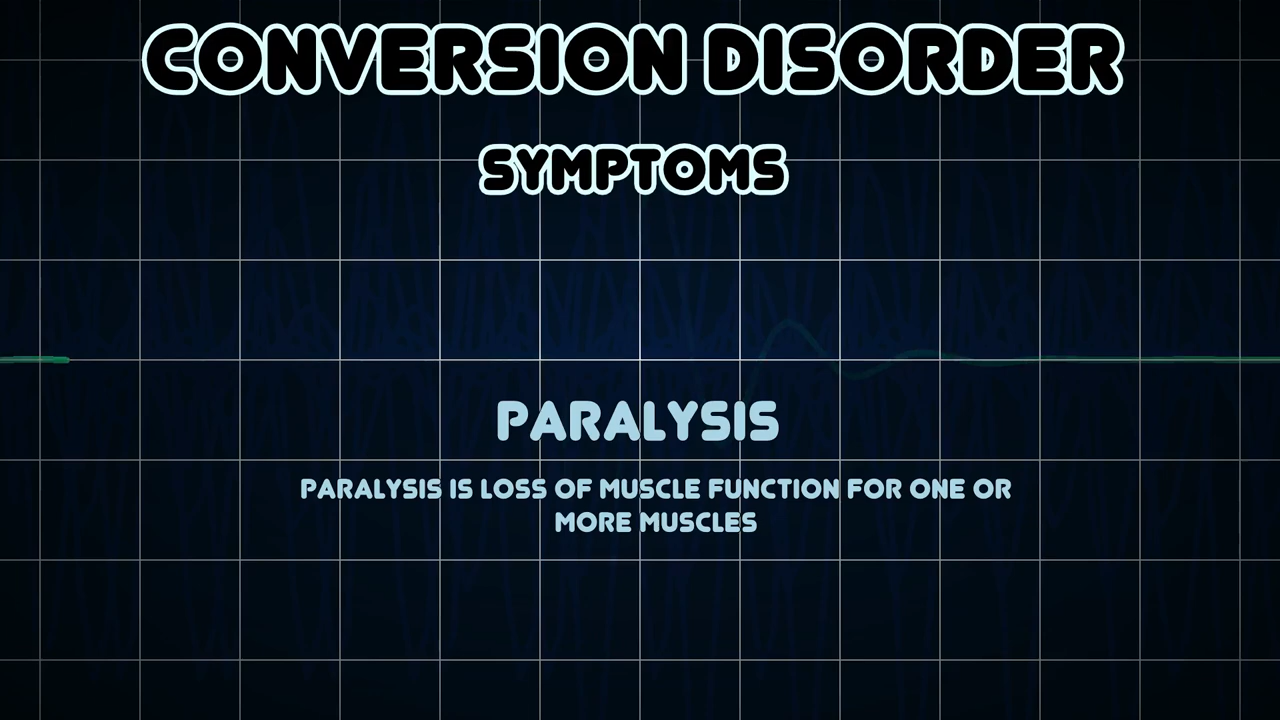 CONVERSION DISORDER
SYMPTOMS
PARALYSIS
PARALYSIS IS LOSS OF MUSCLE FUNCTION FOR ONE OR
MORE MUSCLES